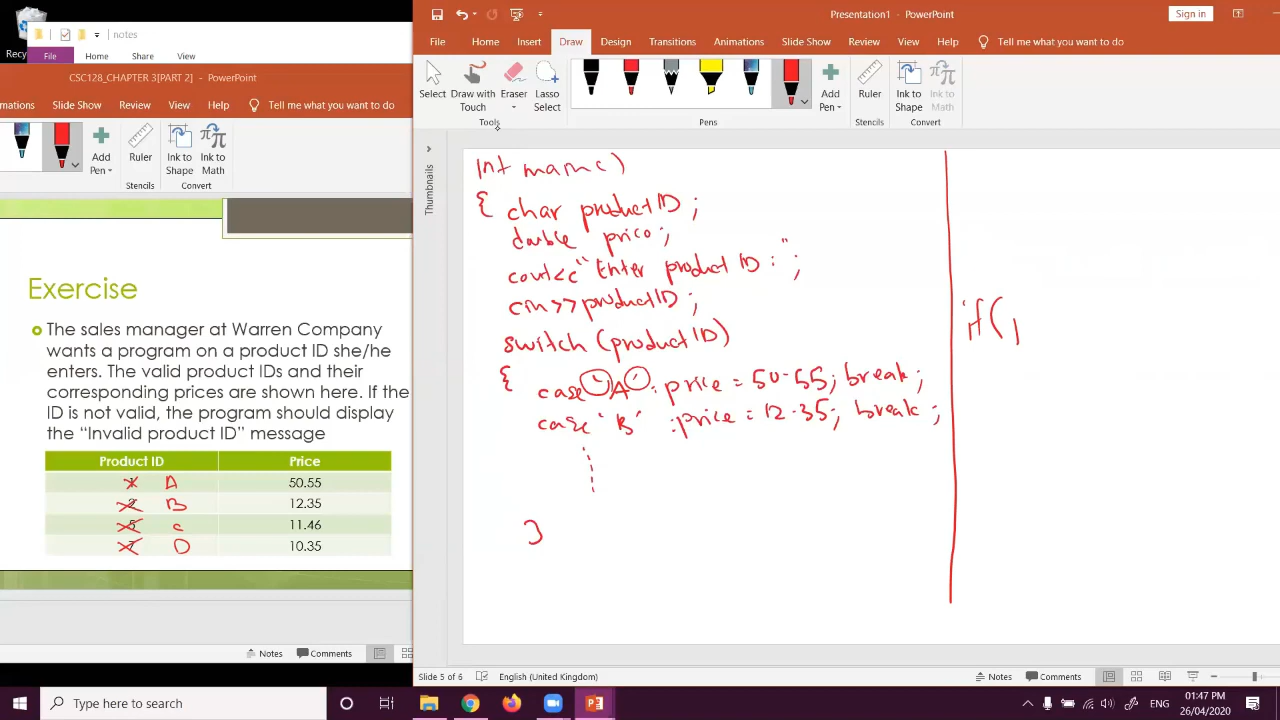 Recy
notes
File Home Share View
CSC128_CHAPTER 3[PART 2] - PowerPoint
mations Slide Show Review View Help Tell me what you want to do
Add Pen
Ruler
Ink to Shape
Ink to Math
Stencils
Convert
Exercise
The sales manager at Warren Company
wants a program on a product ID she/he
enters. The valid product IDs and their
corresponding prices are shown here. If the
ID is not valid, the program should display
the “Invalid product ID” message
Product ID Price
1 A 50.55
2 B 12.35
5 C 11.46
7 D 10.35
Notes Comments
Presentation1 - PowerPoint
Sign in
File Home Insert Draw Design Transitions Animations Slide Show Review View Help Tell me what you want to do
Select
Draw with Touch
Eraser
Lasso Select
Add Pen
Ruler
Ink to Shape
Ink to Math
Tools
Pens
Stencils
Convert
Thumbnails
int main()
{ char productID ;
double price ;
cout<<"Enter product ID : " ;
cin>>productID ;
switch (product ID)
{ case 'A' : price = 50.55; break ;
case 'B' : price = 12.35; break ;
}
if(
Slide 5 of 6 English (United Kingdom) Notes Comments
Type here to search
ENG
01:47 PM
26/04/2020